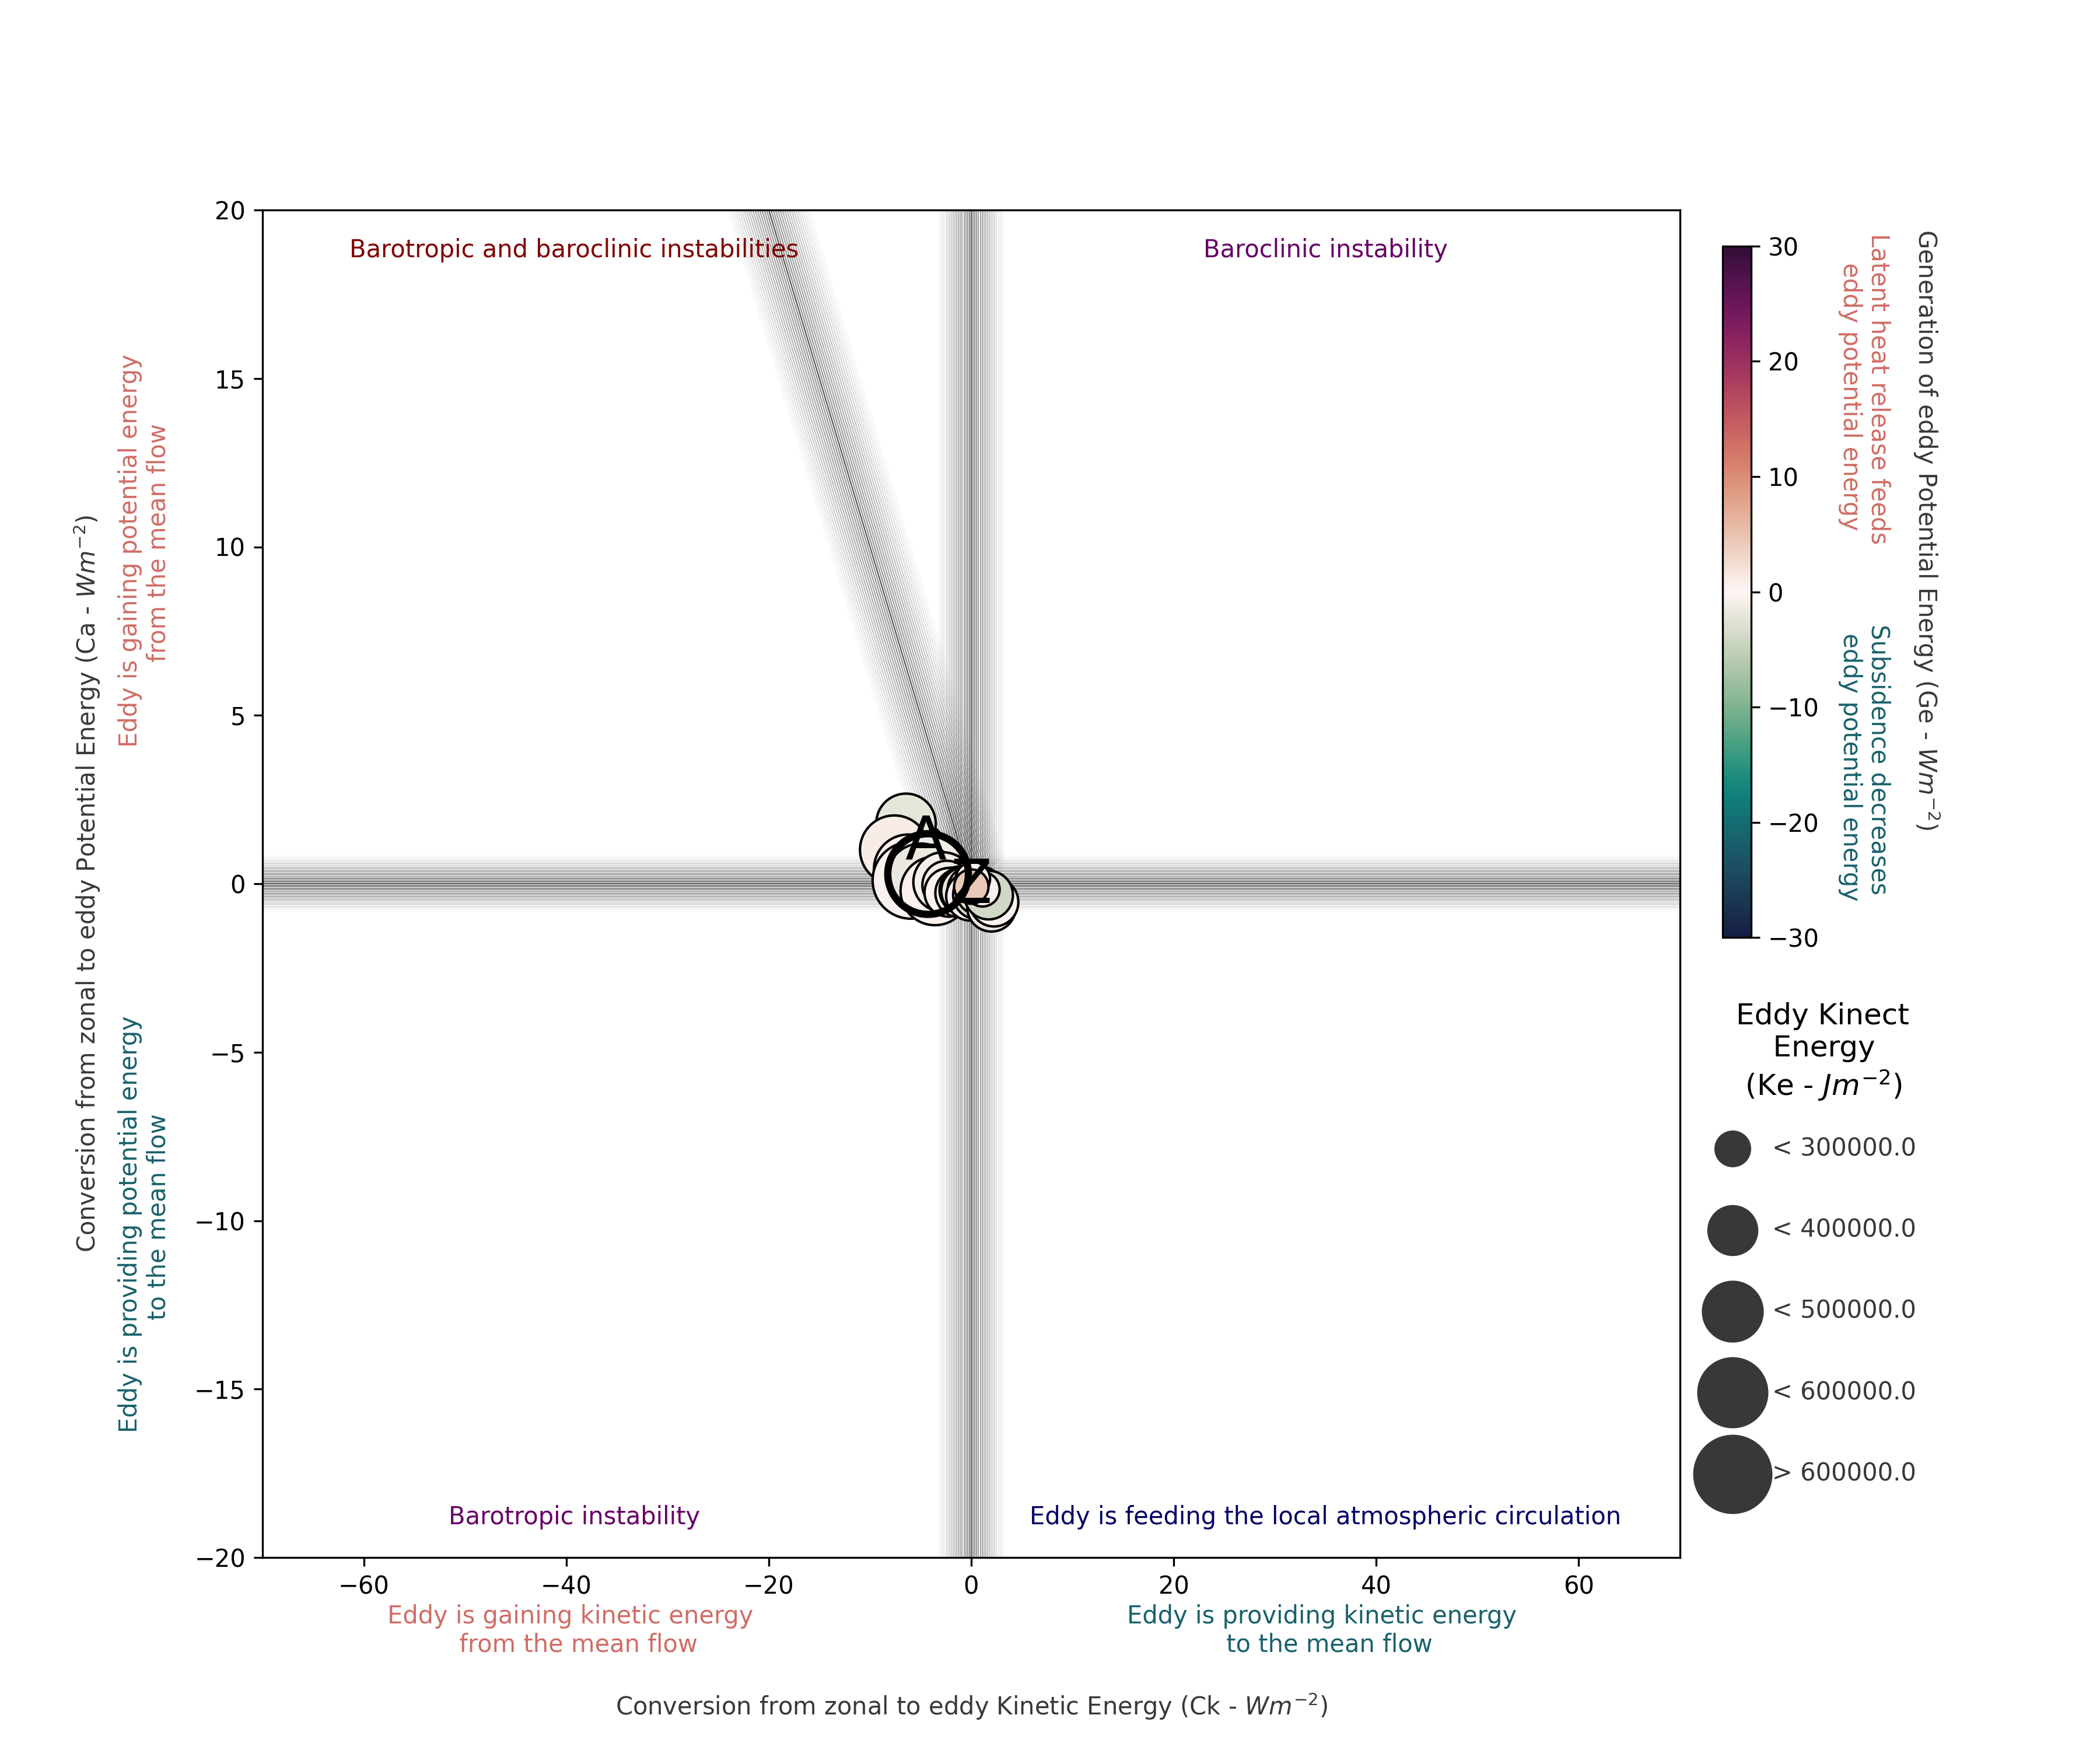 20
15
10
5
0
−5
−10
−15
−20
−60
−40
−20
0
20
40
60
Barotropic and baroclinic instabilities
Baroclinic instability
Barotropic instability
Eddy is feeding the local atmospheric circulation
A
Z
Conversion from zonal to eddy Potential Energy (Ca - Wm⁻²)
Eddy is gaining potential energy
from the mean flow
Eddy is providing potential energy
to the mean flow
Eddy is gaining kinetic energy
from the mean flow
Eddy is providing kinetic energy
to the mean flow
Conversion from zonal to eddy Kinetic Energy (Ck - Wm⁻²)
30
20
10
0
−10
−20
−30
Latent heat release feeds
eddy potential energy
Subsidence decreases
eddy potential energy
Generation of eddy Potential Energy (Ge - Wm⁻²)
Eddy Kinect
Energy
(Ke - Jm⁻²)
< 300000.0
< 400000.0
< 500000.0
< 600000.0
> 600000.0